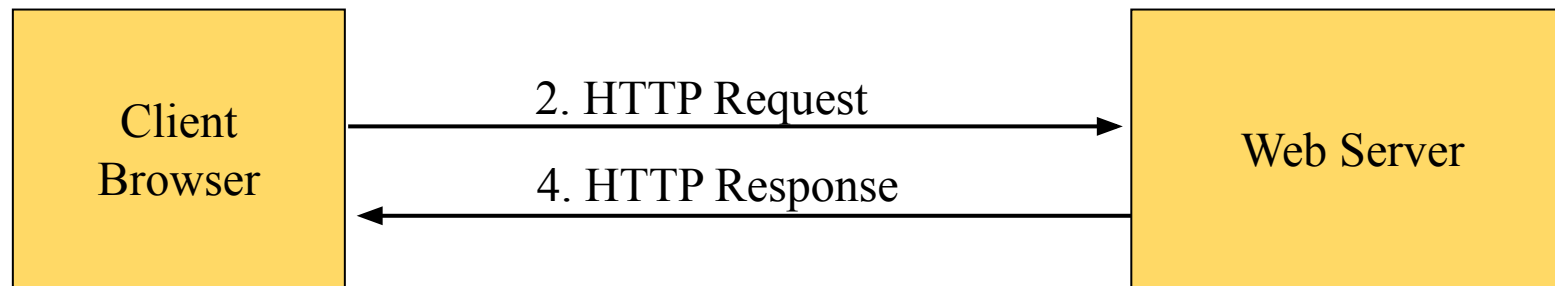 Client
Browser
2. HTTP Request
4. HTTP Response
Web Server